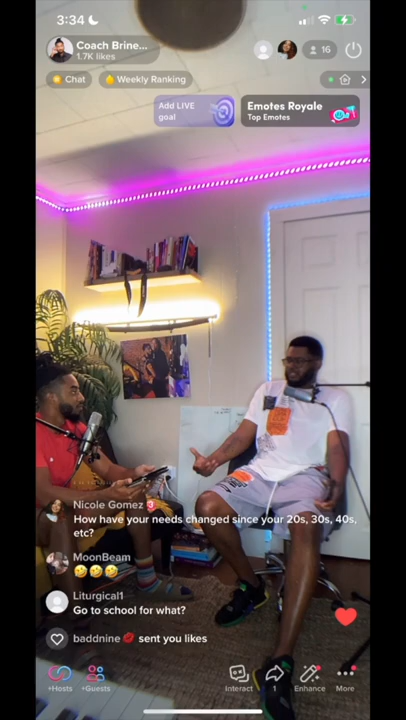 3:34
Coach Brine...
1.7K likes
16
Chat
Weekly Ranking
Add LIVE
goal
Emotes Royale
Top Emotes
Nicole Gomez
How have your needs changed since your 20s, 30s, 40s,
etc?
MoonBeam
Liturgical1
Go to school for what?
baddnine 💋 sent you likes
+Hosts
+Guests
Interact
1
Enhance
More